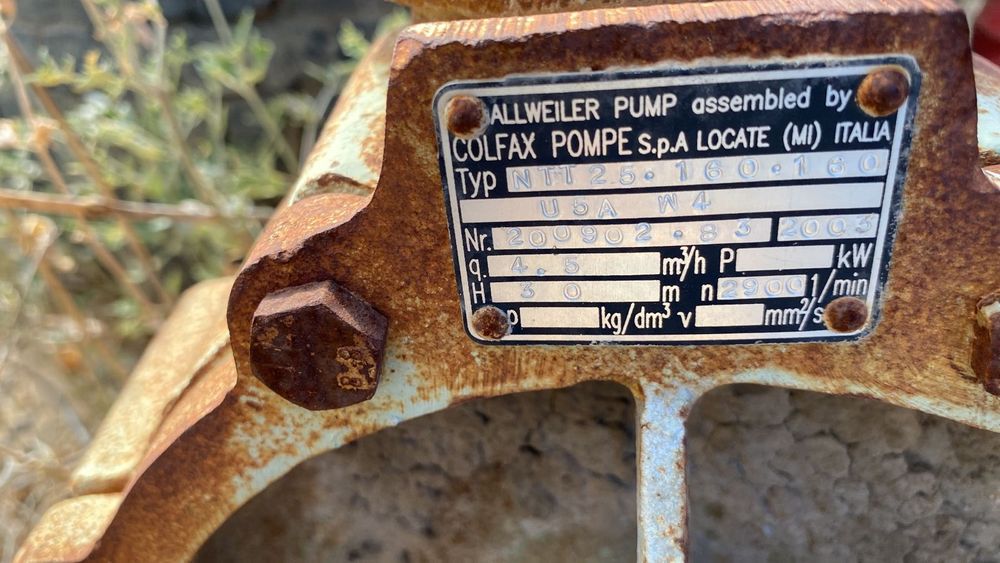 ALLWEILER PUMP assembled by
COLFAX POMPE S.p.A LOCATE (MI) ITALIA
Typ NTT 25·160·160
U5A W4
Nr. 200902.83 2003
q. 4.5 m³/h P kW
H 30 m n 2900 1/min
ρ kg/dm³ ν mm²/s